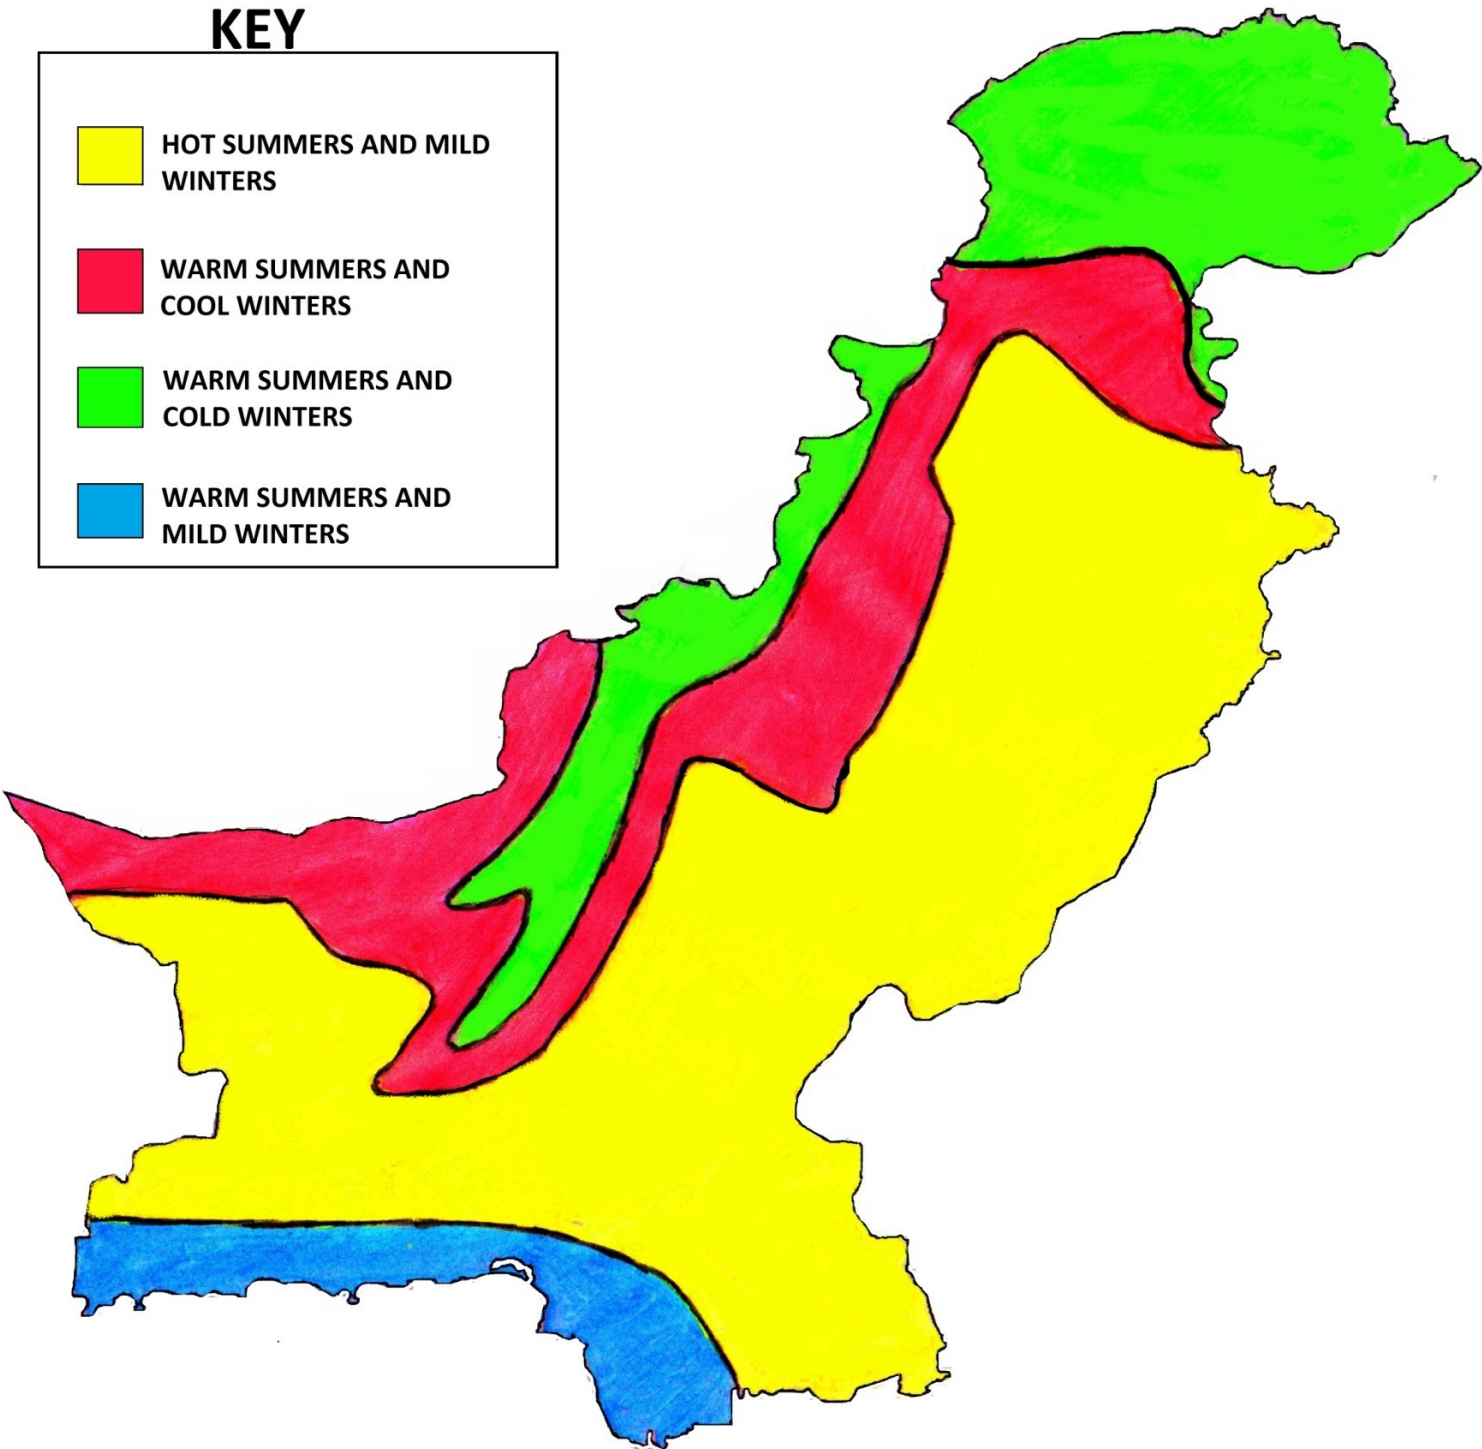 KEY
HOT SUMMERS AND MILD
WINTERS
WARM SUMMERS AND
COOL WINTERS
WARM SUMMERS AND
COLD WINTERS
WARM SUMMERS AND
MILD WINTERS